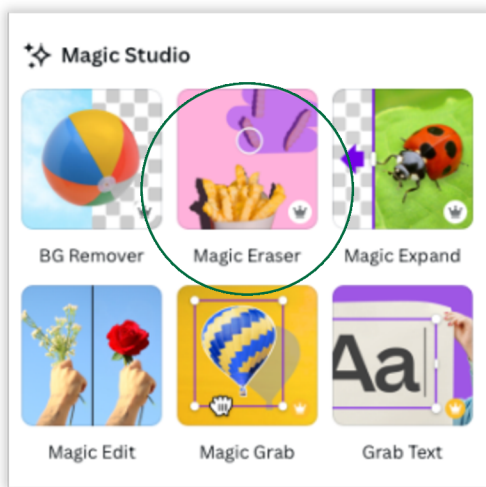 Magic Studio
BG Remover
Magic Eraser
Magic Expand
Aa
Magic Edit
Magic Grab
Grab Text